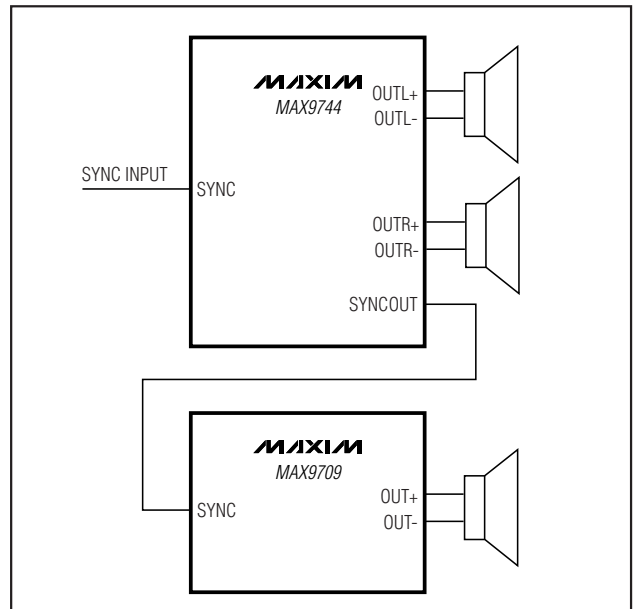 MAXIM
MAX9744
OUTL+
OUTL-
SYNC INPUT
SYNC
OUTR+
OUTR-
SYNCOUT
MAXIM
MAX9709
OUT+
SYNC
OUT-